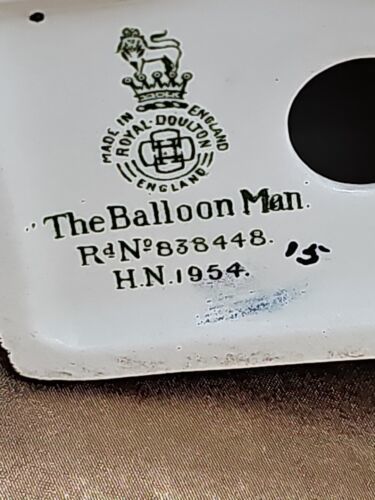 MADE IN ENGLAND
ROYAL·DOULTON
ENGLAND
The Balloon Man.
Rd No 838448.
15
H.N.1954.